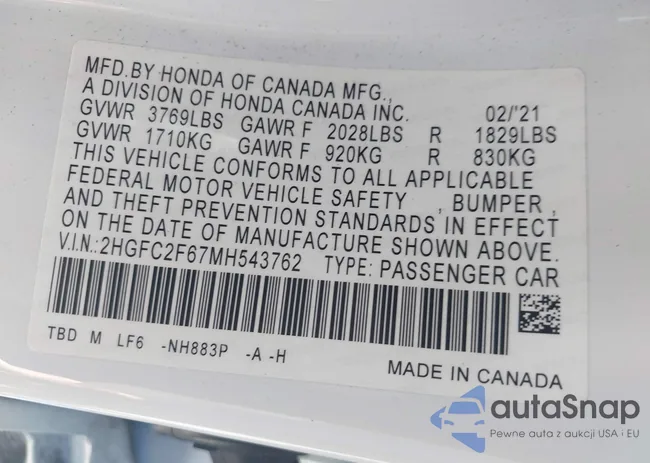 MFD.BY HONDA OF CANADA MFG.,
A DIVISION OF HONDA CANADA INC. 02/'21
GVWR 3769LBS GAWR F 2028LBS R 1829LBS
GVWR 1710KG GAWR F 920KG R 830KG
THIS VEHICLE CONFORMS TO ALL APPLICABLE
FEDERAL MOTOR VEHICLE SAFETY , BUMPER ,
AND THEFT PREVENTION STANDARDS IN EFFECT
ON THE DATE OF MANUFACTURE SHOWN ABOVE.
V.I.N.:2HGFC2F67MH543762 TYPE: PASSENGER CAR
TBD M LF6 -NH883P -A-H
MADE IN CANADA
autaSnap
Pewne auta z aukcji USA i EU